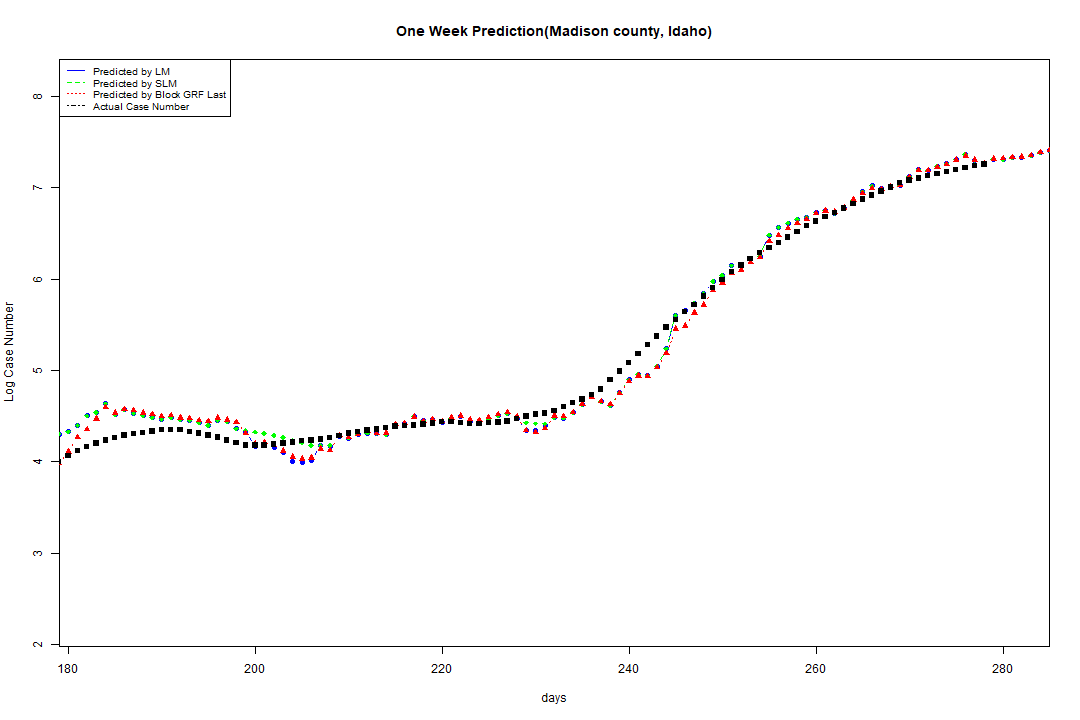 One Week Prediction(Madison county, Idaho)
Predicted by LM
Predicted by SLM
Predicted by Block GRF Last
Actual Case Number
8
7
6
5
4
3
2
Log Case Number
180 200 220 240 260 280
days